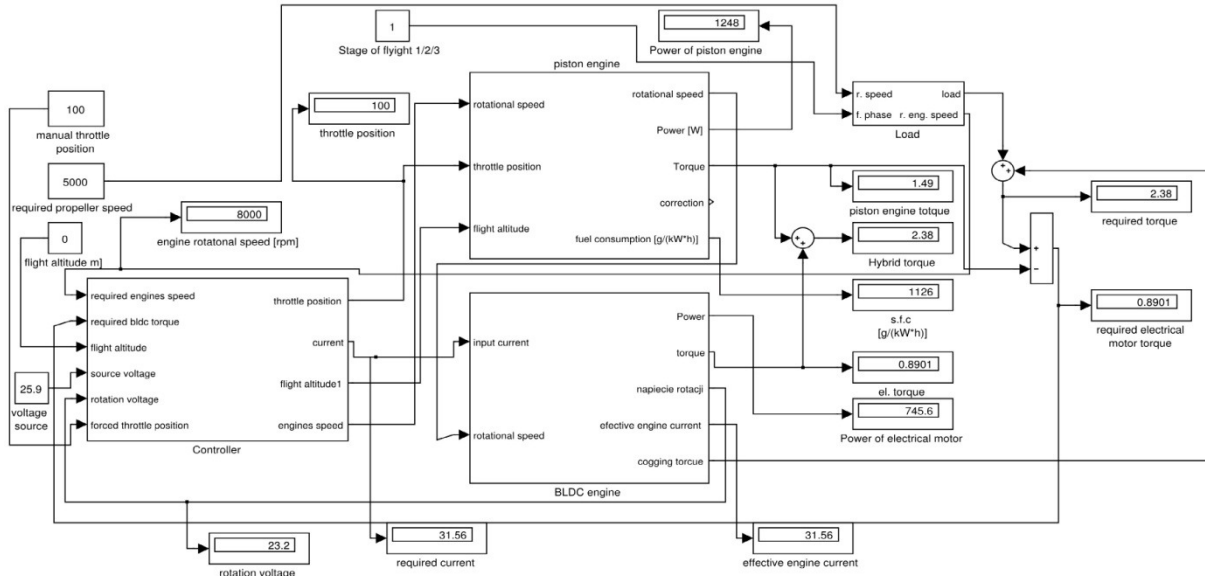 1
Stage of flyight 1/2/3
1248
Power of piston engine
100
manual throttle
position
100
throttle position
5000
required propeller speed
8000
engine rotatonal speed [rpm]
0
flight altitude m]
piston engine
rotational speed
throttle position
flight altitude
rotational speed
Power [W]
Torque
correction
fuel consumption [g/(kW*h)]
r. speed
f. phase
load
r. eng. speed
Load
1.49
piston engine totque
2.38
Hybrid torque
1126
s.f.c
[g/(kW*h)]
2.38
required torque
0.8901
required electrical
motor torque
0.8901
el. torque
745.6
Power of electrical motor
required engines speed
required bldc torque
flight altitude
source voltage
rotation voltage
forced throttle position
throttle position
current
flight altitude1
engines speed
Controller
25.9
voltage
source
input current
rotational speed
Power
torque
napiecie rotacji
efective engine current
cogging torcue
BLDC engine
23.2
rotation voltage
31.56
required current
31.56
effective engine current